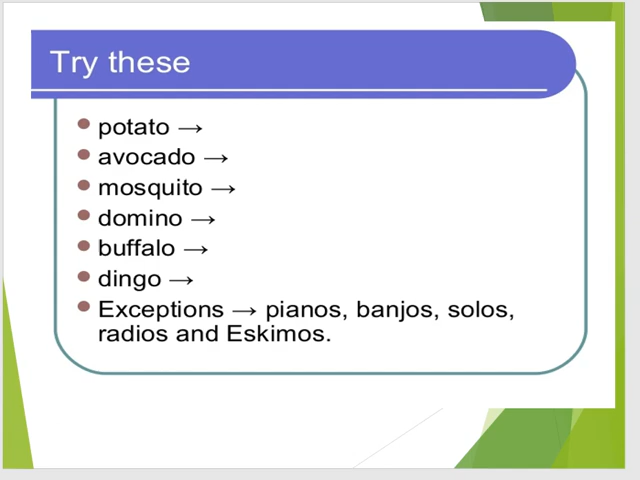 Try these
potato →
avocado →
mosquito →
domino →
buffalo →
dingo →
Exceptions → pianos, banjos, solos,
radios and Eskimos.